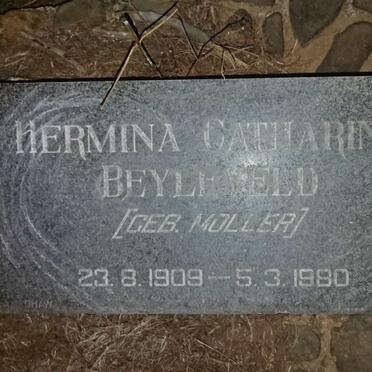 HERMINA CATHARIN
BEYLEVELD
[GEB. MOLLER]
23. 8. 1909 — 5. 3. 1980